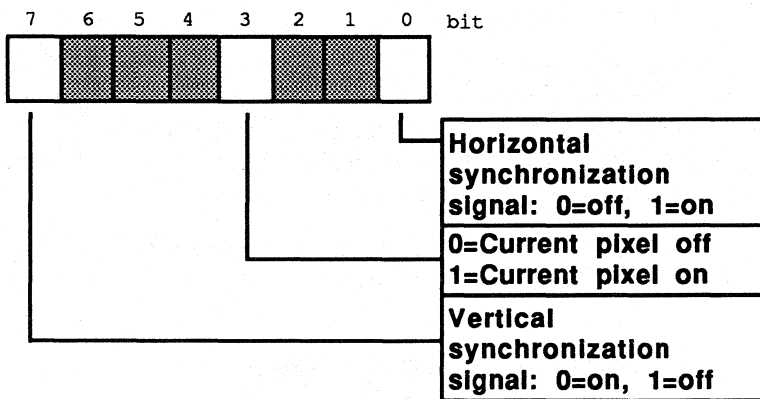 7 6 5 4 3 2 1 0 bit
Horizontal
synchronization
signal: 0=off, 1=on
0=Current pixel off
1=Current pixel on
Vertical
synchronization
signal: 0=on, 1=off